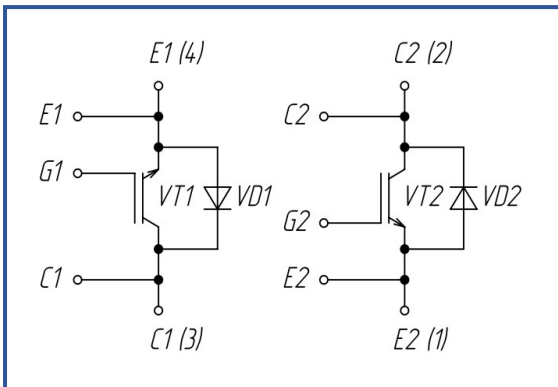 E1 (4)
C2 (2)
E1
C2
G1
VT1
VD1
VT2
VD2
G2
C1
E2
C1 (3)
E2 (1)